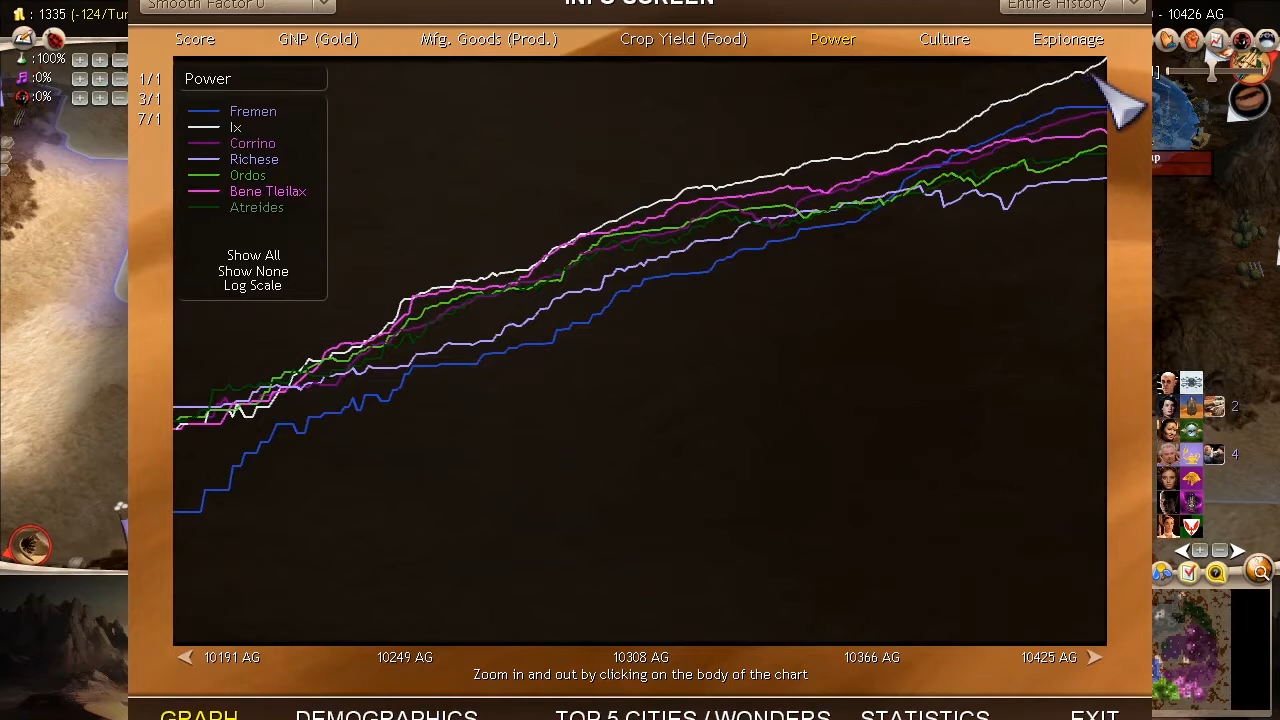 : 1335 (-124/Tur
Smooth Factor 0
INFO SCREEN
Entire History
- 10426 AG
:100%
:0%
:0%
Score GNP (Gold) Mfg. Goods (Prod.) Crop Yield (Food) Power Culture Espionage
1/1
3/1
7/1
Power
Fremen
Ix
Corrino
Richese
Ordos
Bene Tleilax
Atreides
Show All
Show None
Log Scale
2
4
10191 AG 10249 AG 10308 AG 10366 AG 10425 AG
Zoom in and out by clicking on the body of the chart
GRAPH DEMOGRAPHICS TOP 5 CITIES / WONDERS STATISTICS EXIT